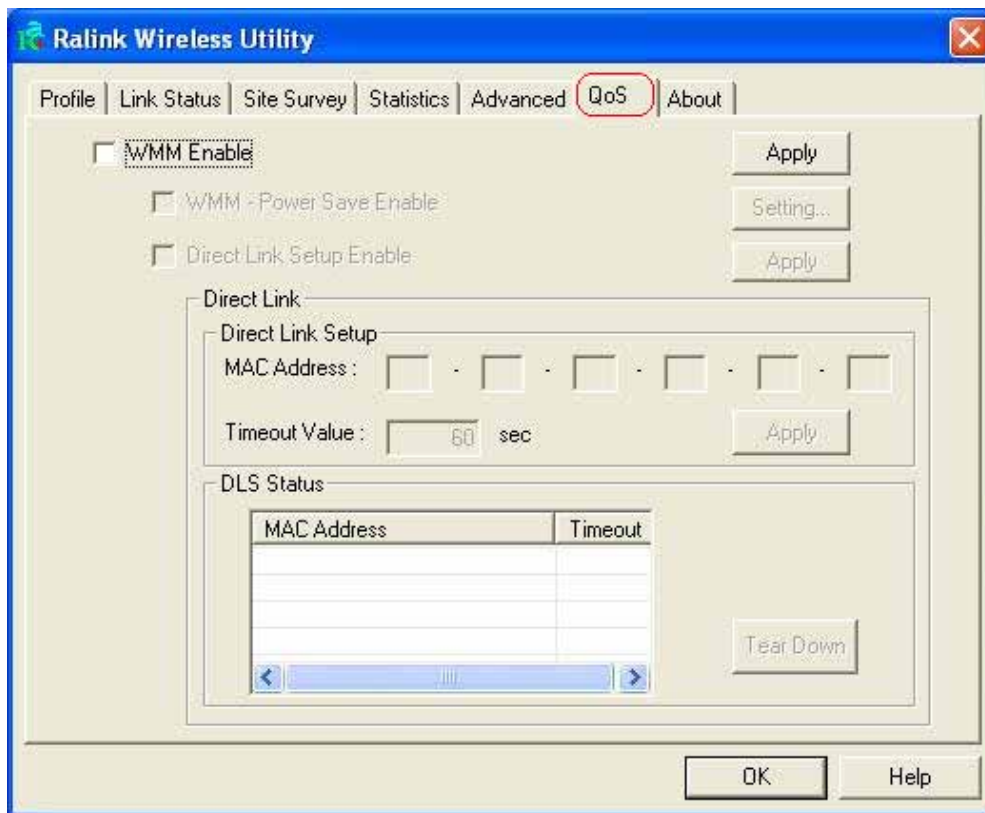 Ralink Wireless Utility
Profile Link Status Site Survey Statistics Advanced QoS About
WMM Enable Apply
WMM - Power Save Enable Setting...
Direct Link Setup Enable Apply
Direct Link
Direct Link Setup
MAC Address : - - - - -
Timeout Value : 60 sec Apply
DLS Status
MAC Address Timeout
Tear Down
OK Help